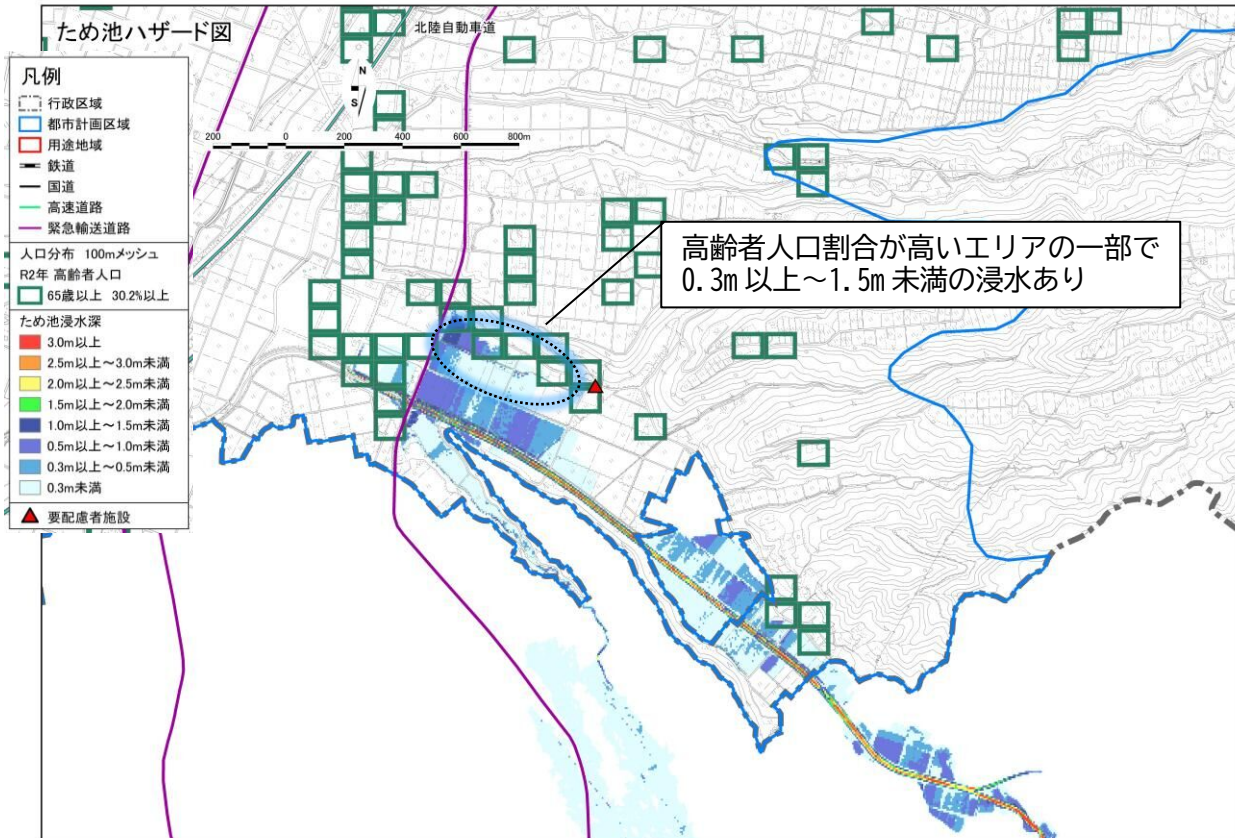 ため池ハザード図
北陸自動車道
凡例
行政区域
都市計画区域
用途地域
鉄道
国道
高速道路
緊急輸送道路
人口分布 100mメッシュ
R2年 高齢者人口
65歳以上 30.2%以上
ため池浸水深
3.0m以上
2.5m以上～3.0m未満
2.0m以上～2.5m未満
1.5m以上～2.0m未満
1.0m以上～1.5m未満
0.5m以上～1.0m未満
0.3m以上～0.5m未満
0.3m未満
要配慮者施設
N
S
200 0 200 400 600 800m
高齢者人口割合が高いエリアの一部で
0.3m 以上～1.5m 未満の浸水あり